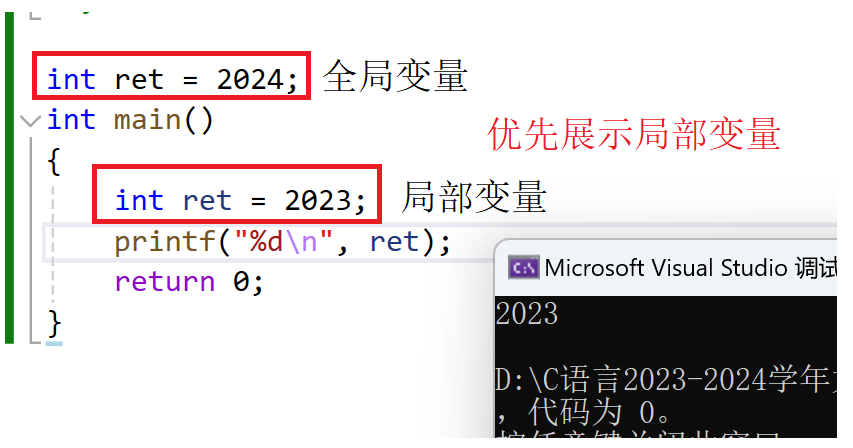 int ret = 2024; 全局变量
int main()
优先展示局部变量
{
int ret = 2023; 局部变量
printf("%d\n", ret);
return 0;
}
Microsoft Visual Studio 调试
2023
D:\C语言2023-2024学年
，代码为 0。